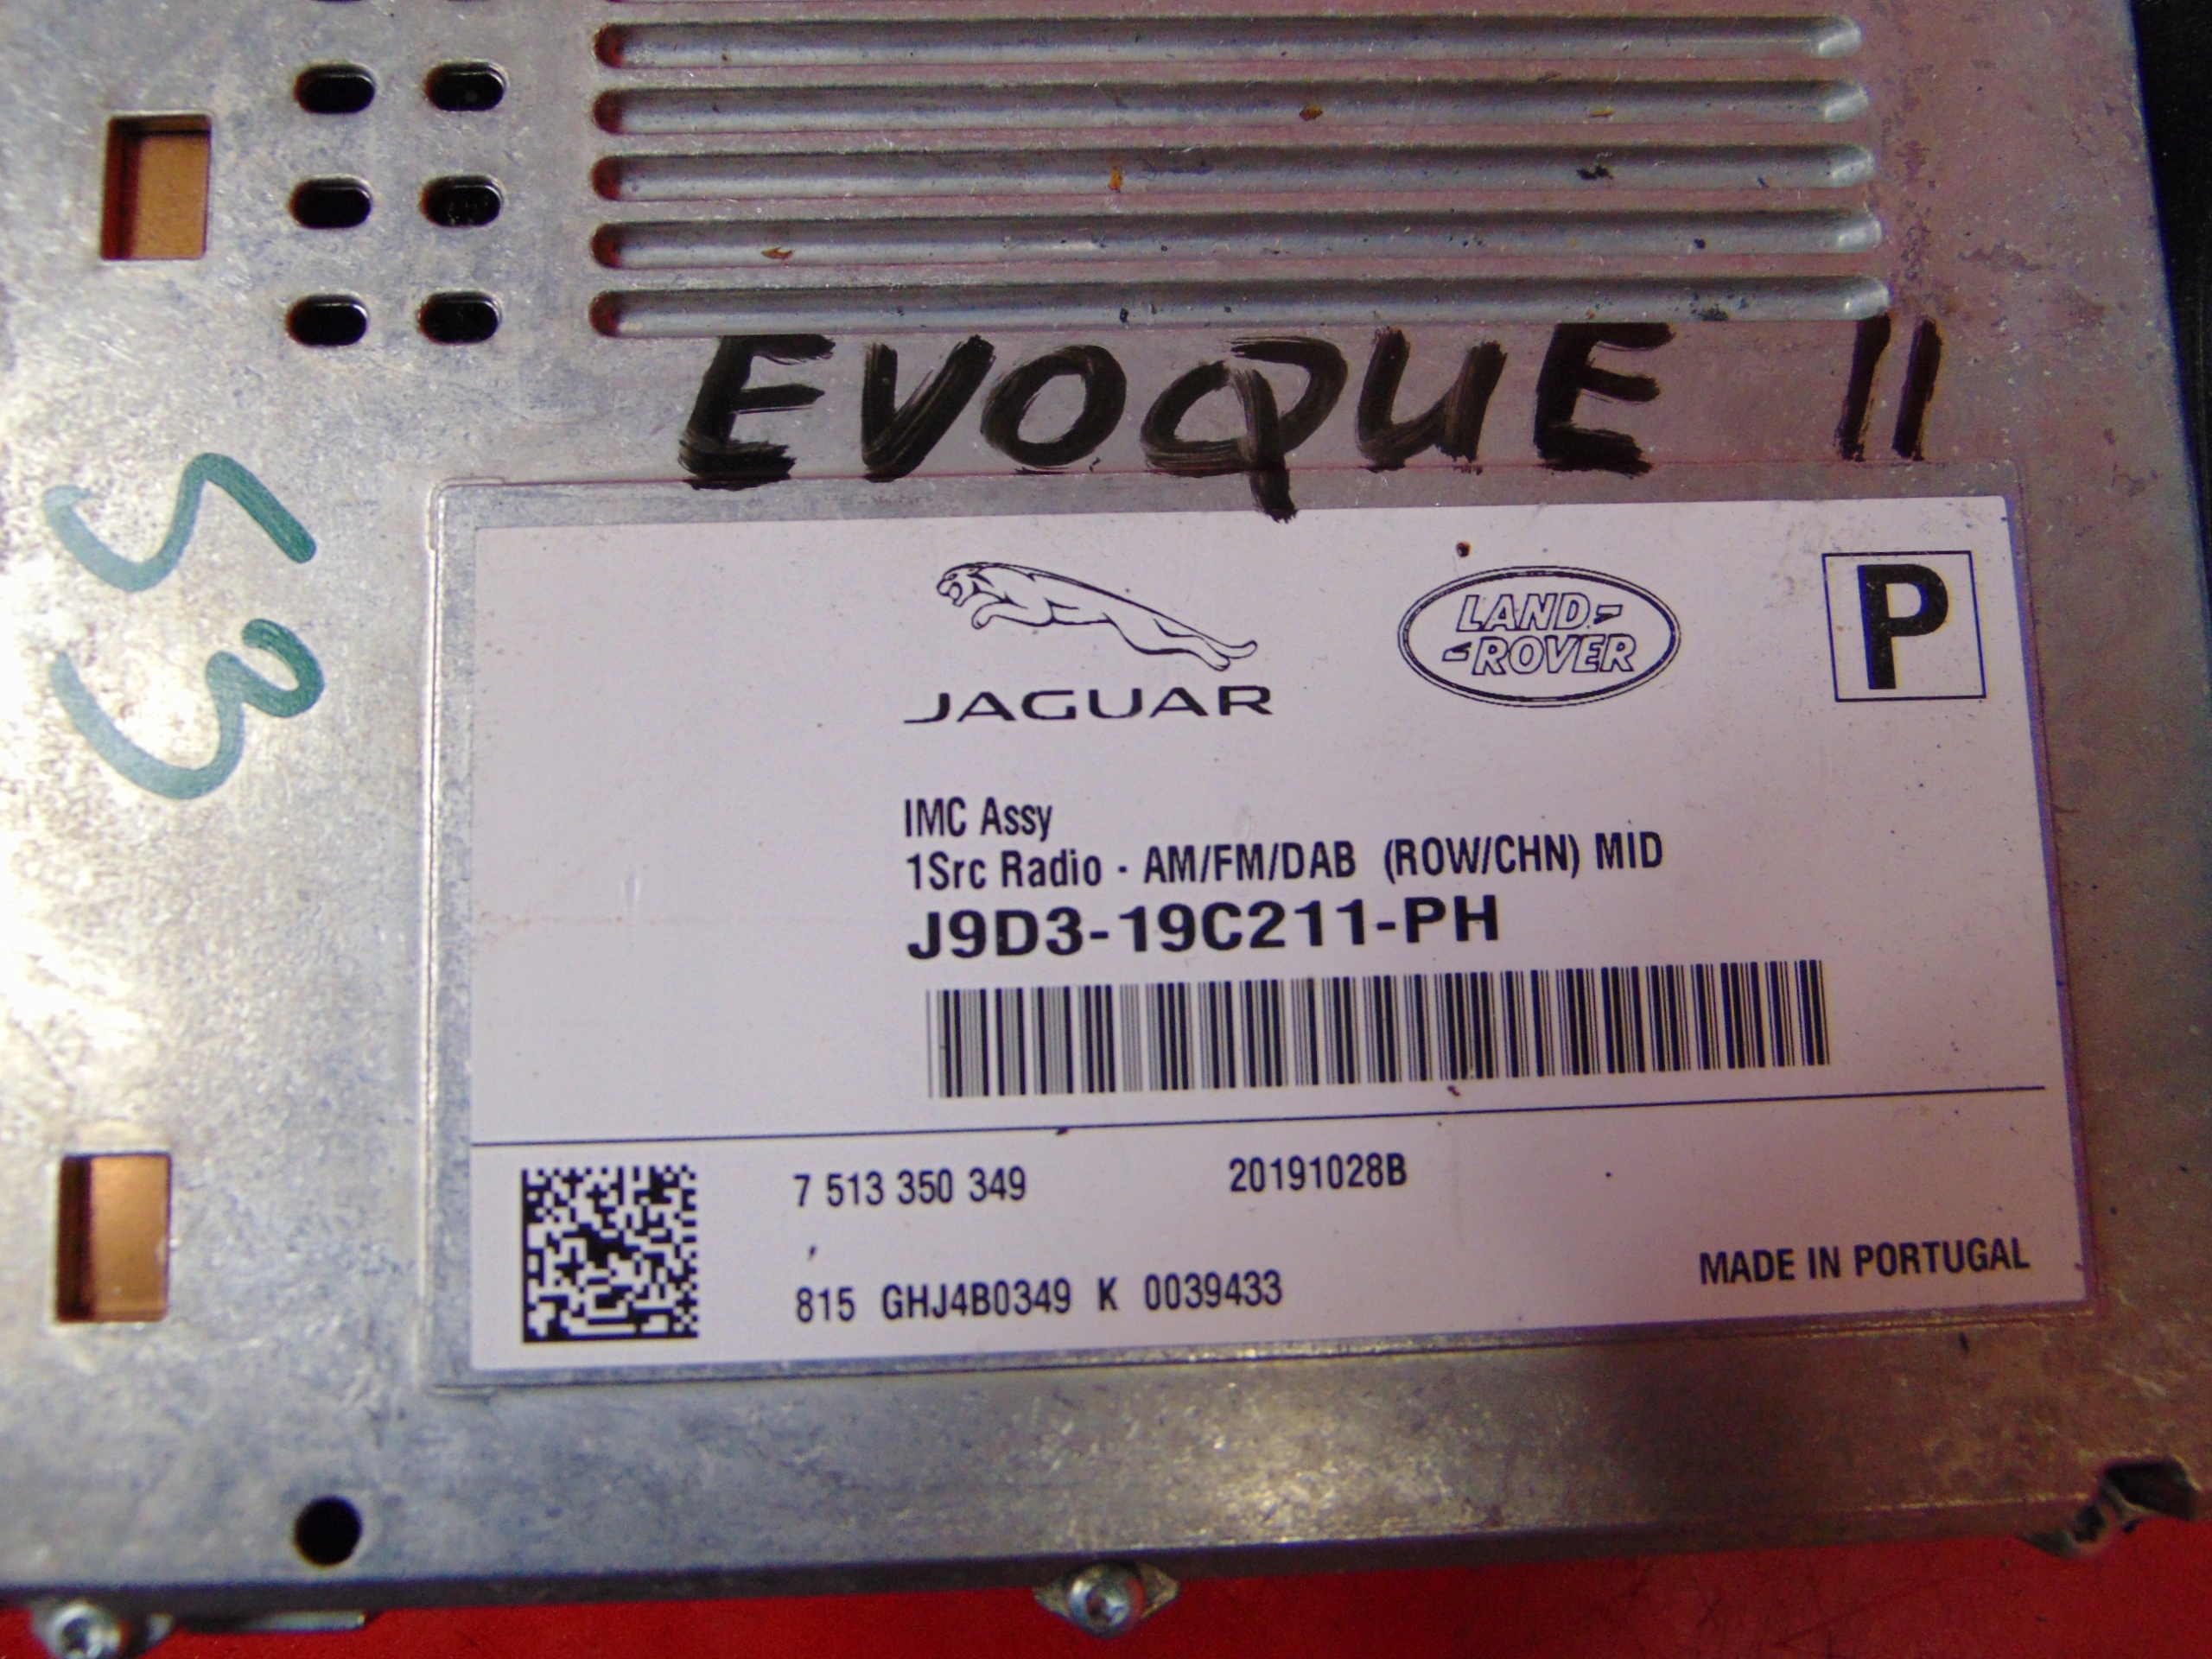 EVOQUE II
53
JAGUAR
LAND-
-ROVER
P
IMC Assy
1Src Radio - AM/FM/DAB (ROW/CHN) MID
J9D3-19C211-PH
7 513 350 349
20191028B
815 GHJ4B0349 K 0039433
MADE IN PORTUGAL